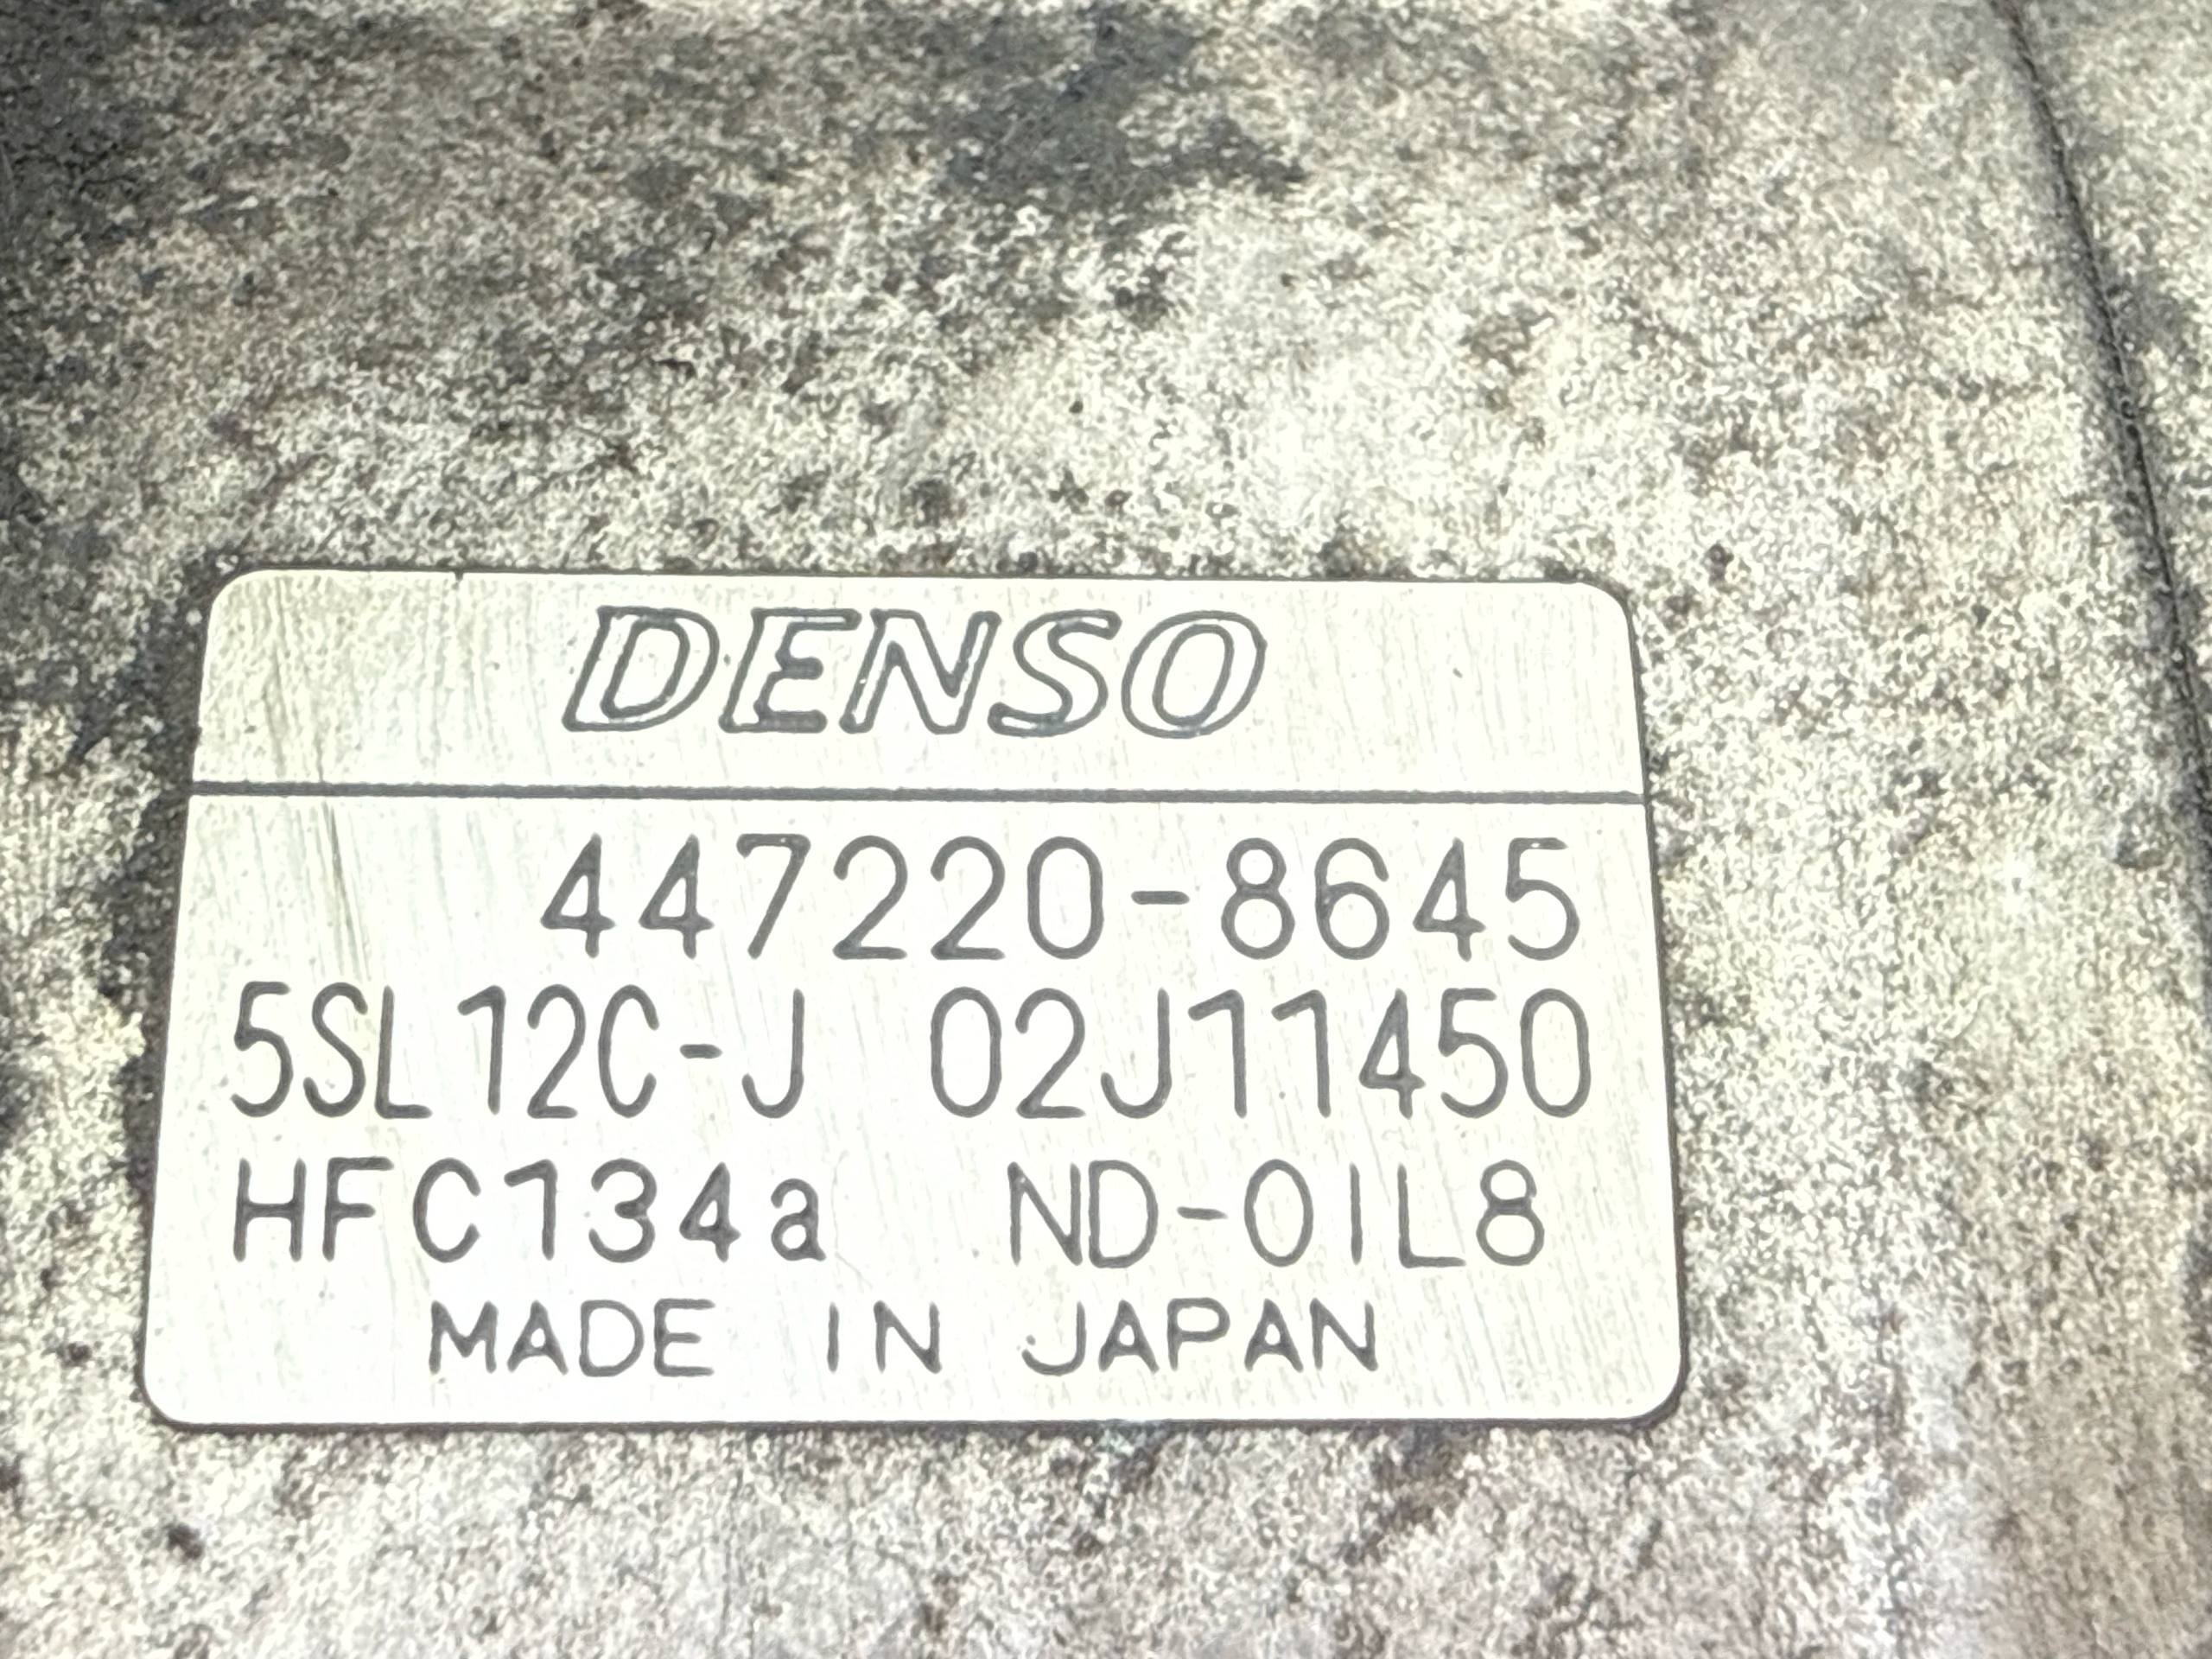 DENSO
447220-8645
5SL12C-J 02J11450
HFC134a ND-OIL8
MADE IN JAPAN